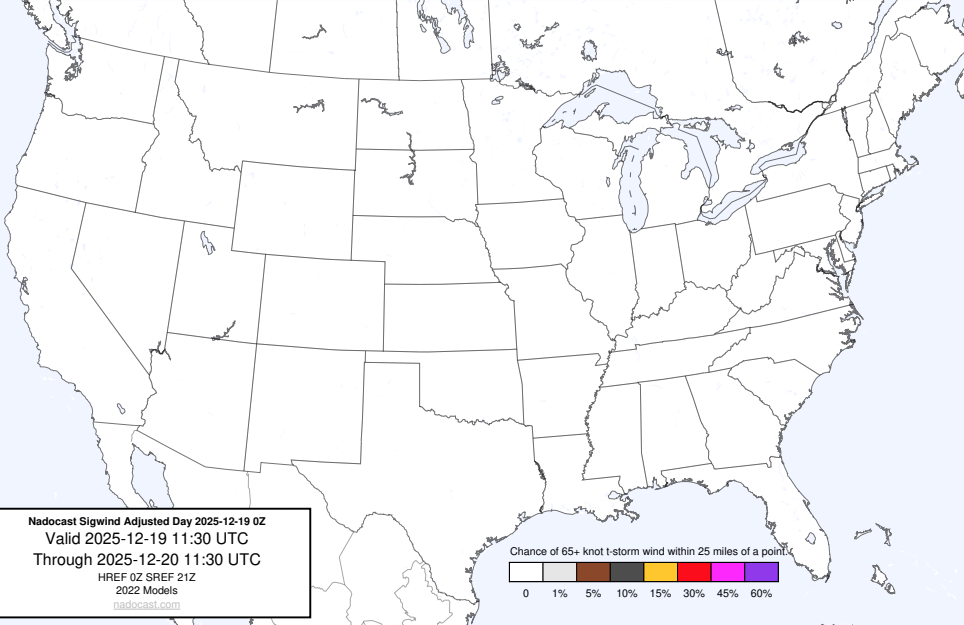 Nadocast Sigwind Adjusted Day 2025-12-19 0Z
Valid 2025-12-19 11:30 UTC
Through 2025-12-20 11:30 UTC
HREF 0Z SREF 21Z
2022 Models
nadocast.com
Chance of 65+ knot t-storm wind within 25 miles of a point.
0 1% 5% 10% 15% 30% 45% 60%